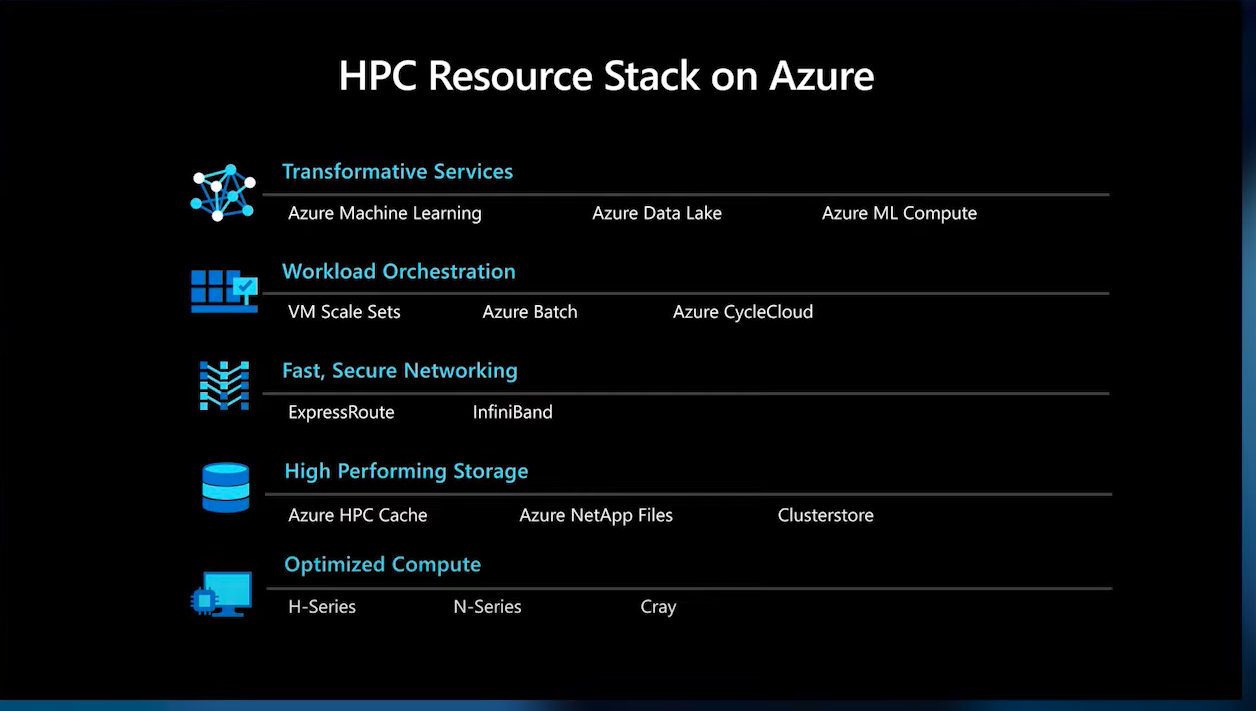 HPC Resource Stack on Azure
Transformative Services
Azure Machine Learning Azure Data Lake Azure ML Compute
Workload Orchestration
VM Scale Sets Azure Batch Azure CycleCloud
Fast, Secure Networking
ExpressRoute InfiniBand
High Performing Storage
Azure HPC Cache Azure NetApp Files Clusterstore
Optimized Compute
H-Series N-Series Cray